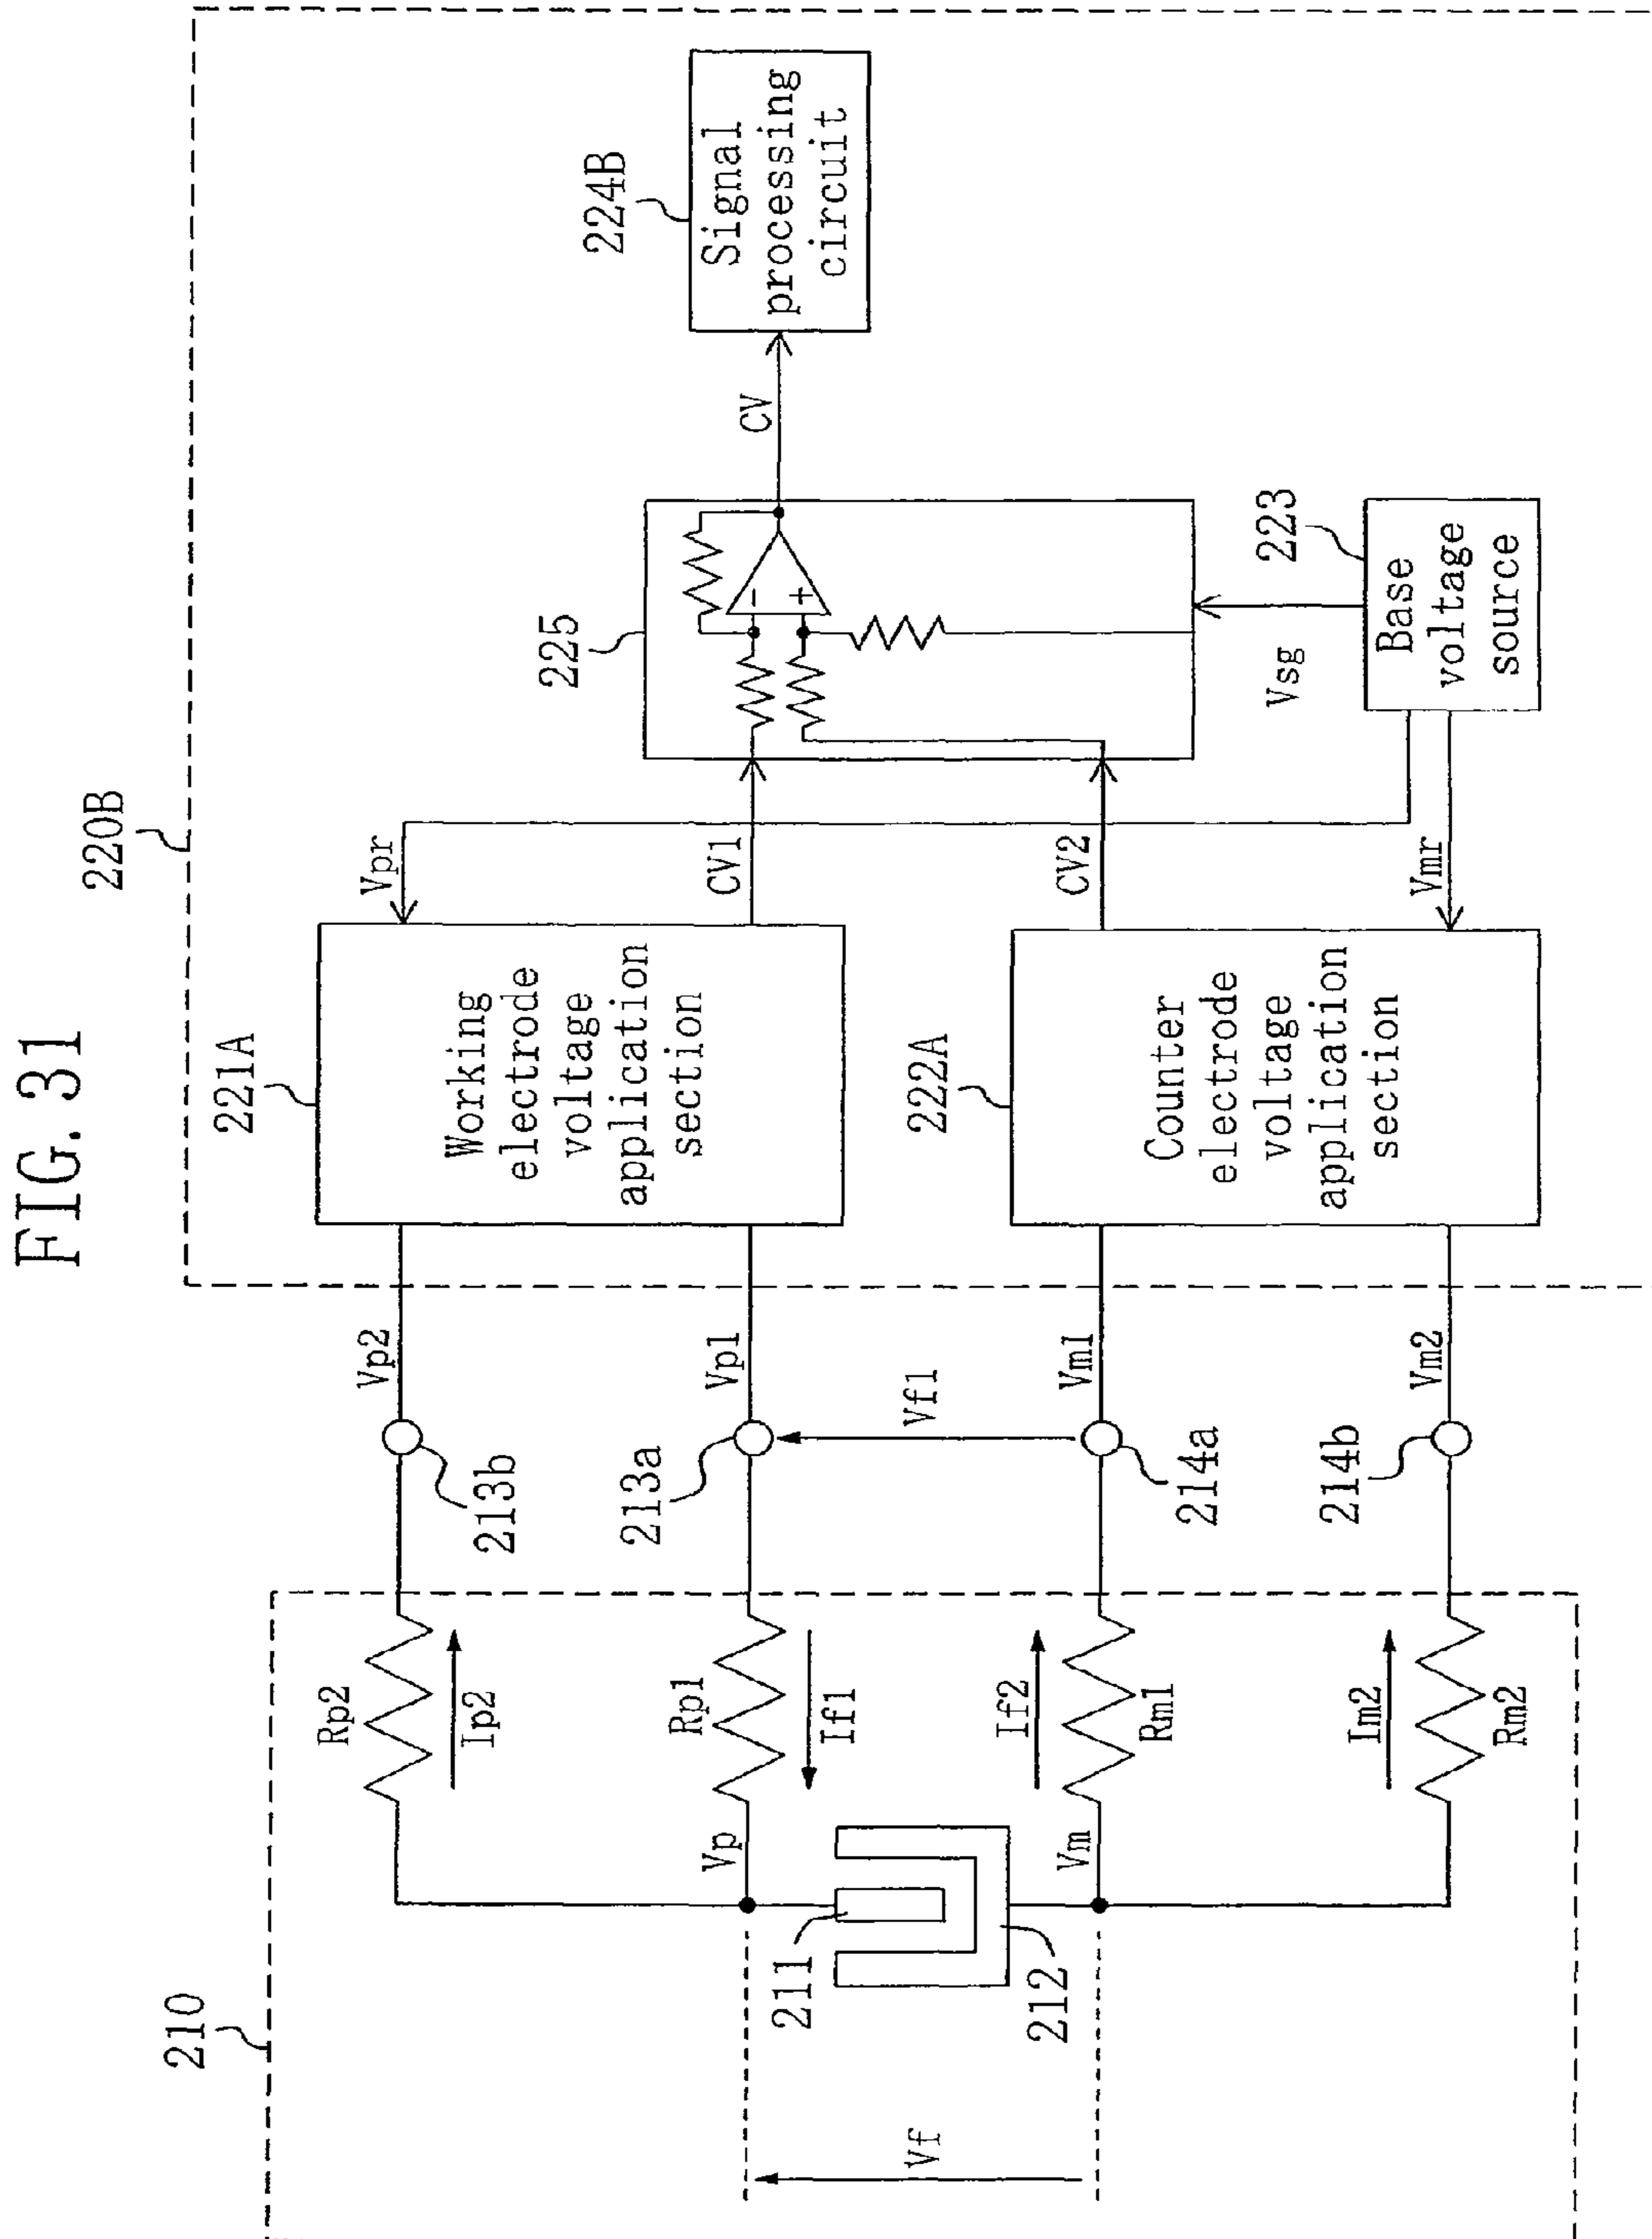 FIG. 31
210
220B
Rp2
Ip2
Vp2
213b
221A
Working
electrode
voltage
application
section
Vpr
Vp
Rp1
If1
Vp1
213a
CV1
211
212
Vf
Vf1
225
-
+
CV
224B
Signal
processing
circuit
Vm
If2
Rm1
Vm1
214a
222A
Counter
electrode
voltage
application
section
CV2
Vmr
Im2
Rm2
Vm2
214b
Vsg
223
Base
voltage
source